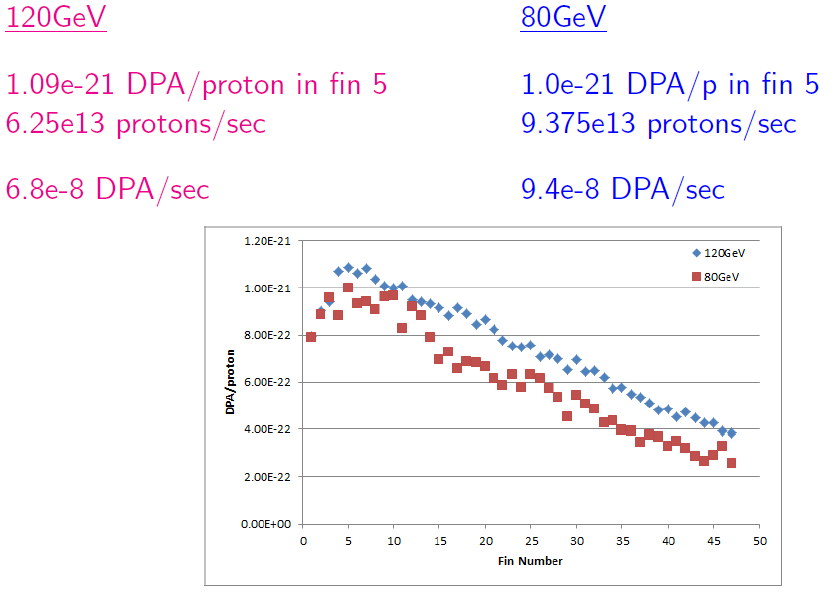 120GeV
1.09e-21 DPA/proton in fin 5
6.25e13 protons/sec
6.8e-8 DPA/sec
80GeV
1.0e-21 DPA/p in fin 5
9.375e13 protons/sec
9.4e-8 DPA/sec
1.20E-21
1.00E-21
8.00E-22
6.00E-22
4.00E-22
2.00E-22
0.00E+00
DPA/proton
120GeV
80GeV
0 5 10 15 20 25 30 35 40 45 50
Fin Number